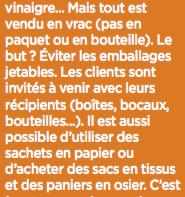 vinaigre... Mais tout est
vendu en vrac (pas en
paquet ou en bouteille). Le
but ? Éviter les emballages
jetables. Les clients sont
invités à venir avec leurs
récipients (boîtes, bocaux,
bouteilles...). Il est aussi
possible d'utiliser des
sachets en papier ou
d'acheter des sacs en tissus
et des paniers en osier. C'est